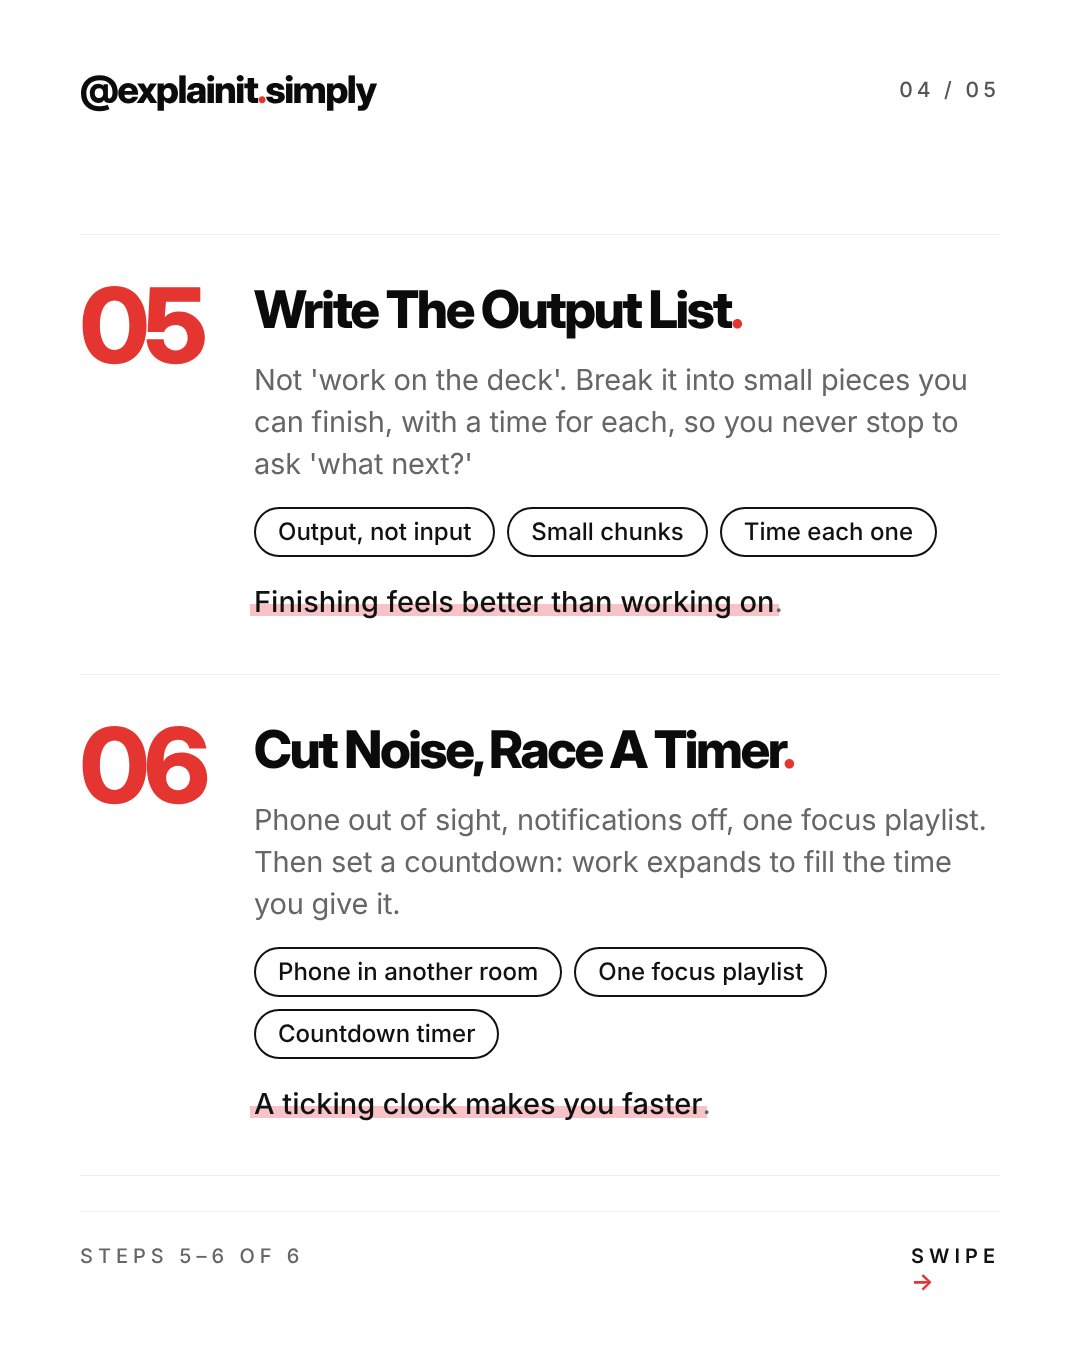 @explainit.simply
04 / 05
05
Write The Output List.
Not 'work on the deck'. Break it into small pieces you
can finish, with a time for each, so you never stop to
ask 'what next?'
Output, not input
Small chunks
Time each one
Finishing feels better than working on.
06
Cut Noise, Race A Timer.
Phone out of sight, notifications off, one focus playlist.
Then set a countdown: work expands to fill the time
you give it.
Phone in another room
One focus playlist
Countdown timer
A ticking clock makes you faster.
STEPS 5–6 OF 6
SWIPE
→